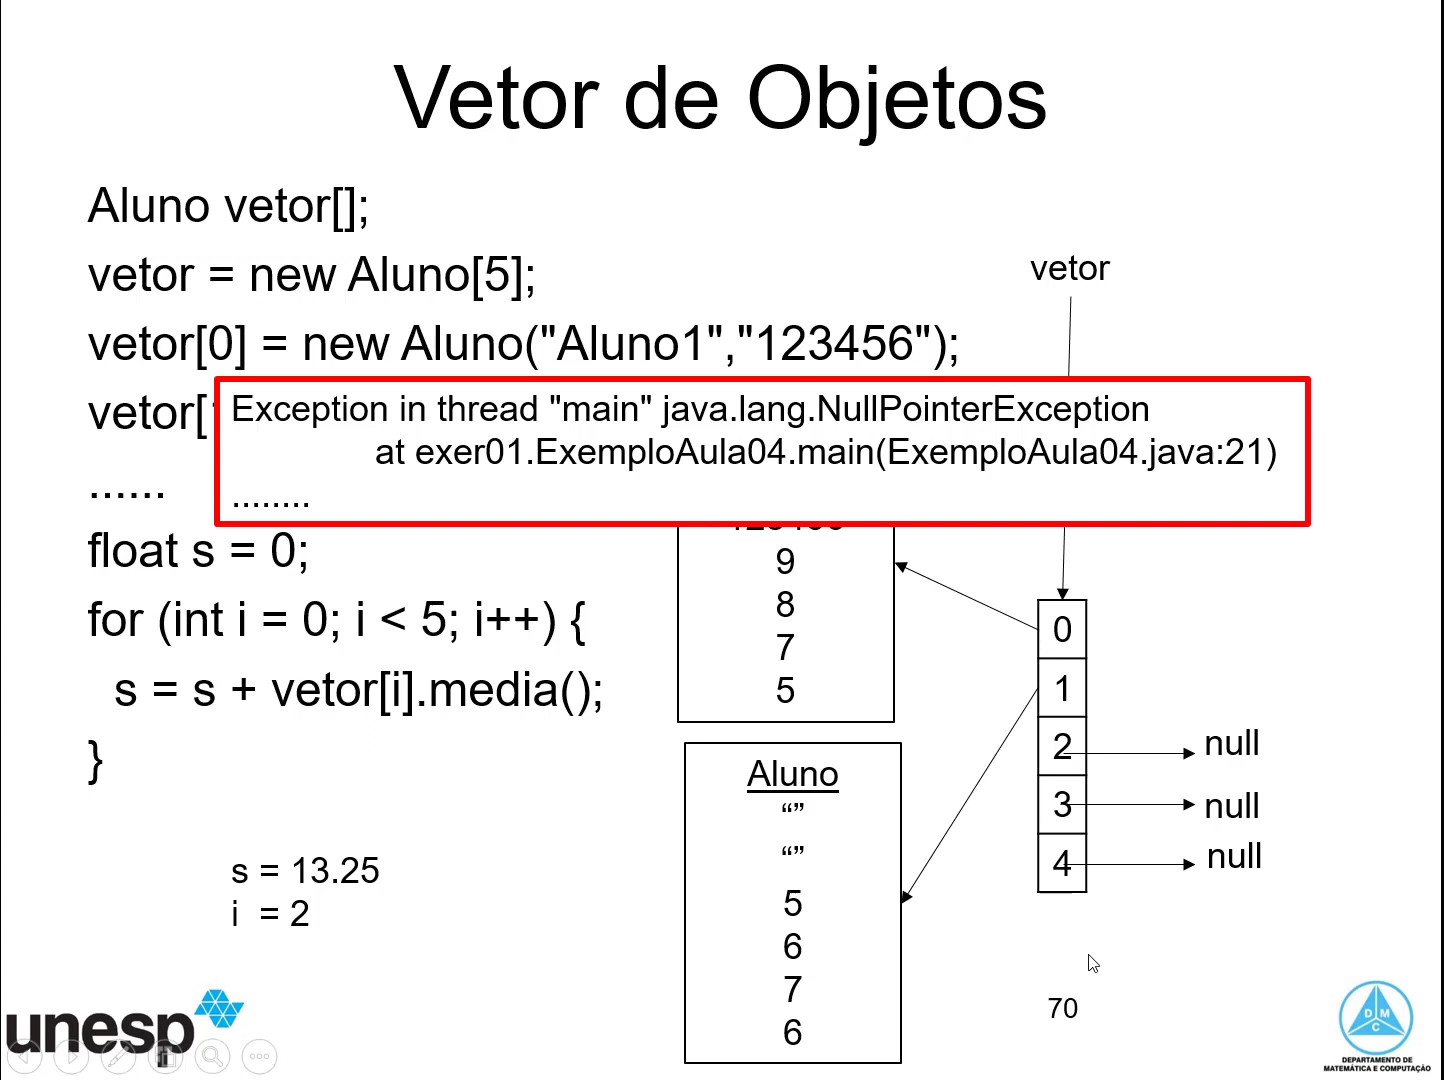 Vetor de Objetos
Aluno vetor[];
vetor = new Aluno[5];
vetor[0] = new Aluno("Aluno1","123456");
vetor[
Exception in thread "main" java.lang.NullPointerException
at exer01.ExemploAula04.main(ExemploAula04.java:21)
........
......
float s = 0;
for (int i = 0; i < 5; i++) {
s = s + vetor[i].media();
}
s = 13.25
i = 2
vetor
9
8
7
5
Aluno
“”
“”
5
6
7
6
0
1
2
3
4
null
null
null
70
unesp
D M C
DEPARTAMENTO DE
MATEMÁTICA E COMPUTAÇÃO